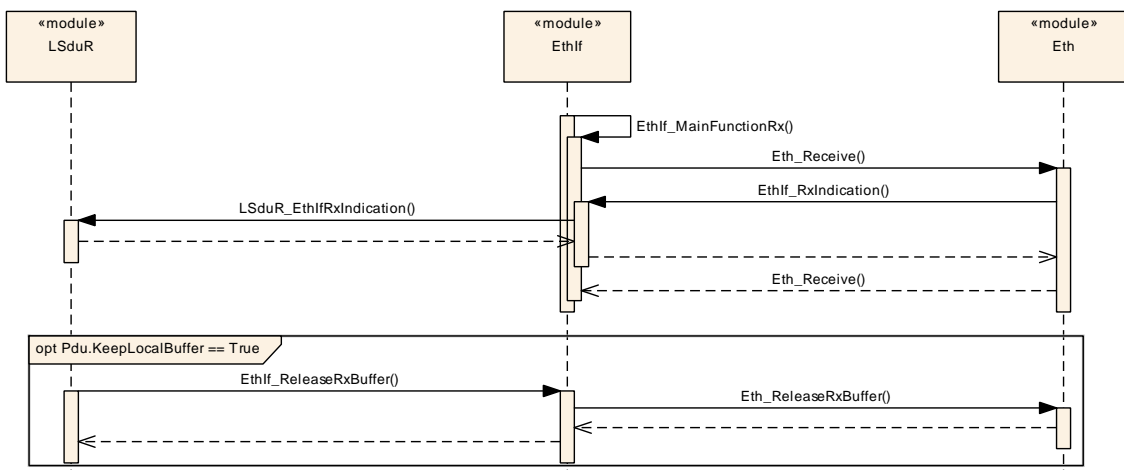 «module»
LSduR
«module»
EthIf
«module»
Eth
EthIf_MainFunctionRx()
Eth_Receive()
EthIf_RxIndication()
LSduR_EthIfRxIndication()
Eth_Receive()
opt Pdu.KeepLocalBuffer == True
EthIf_ReleaseRxBuffer()
Eth_ReleaseRxBuffer()